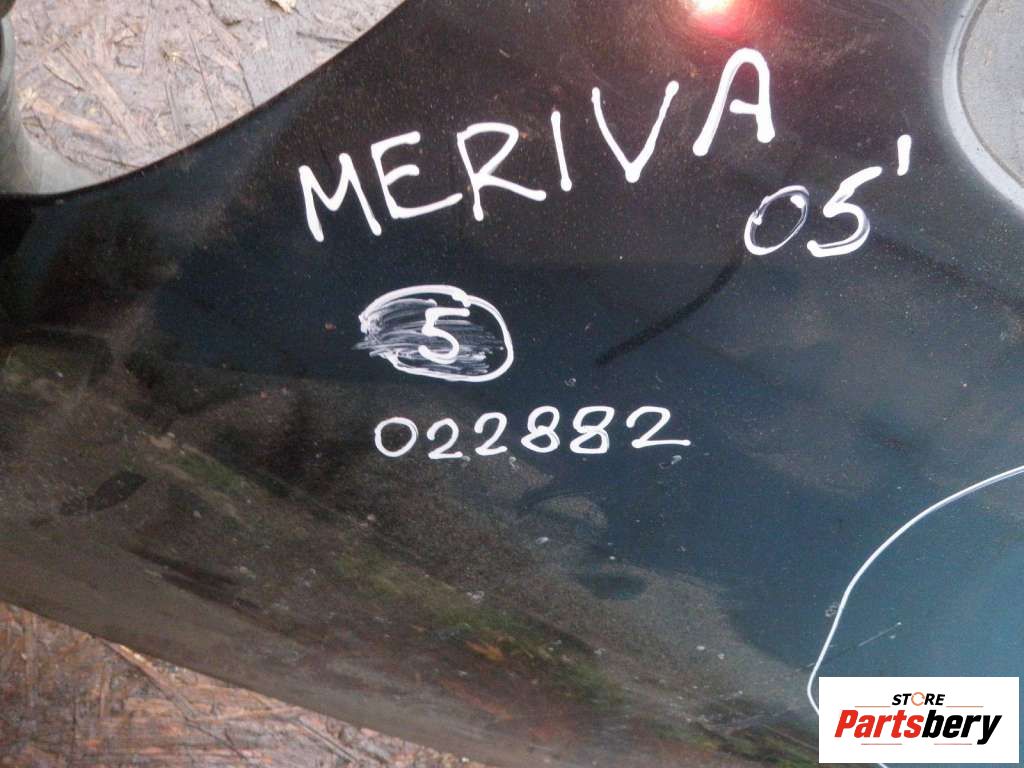 MERIVA
05'
5
022882
STORE
Partsbery